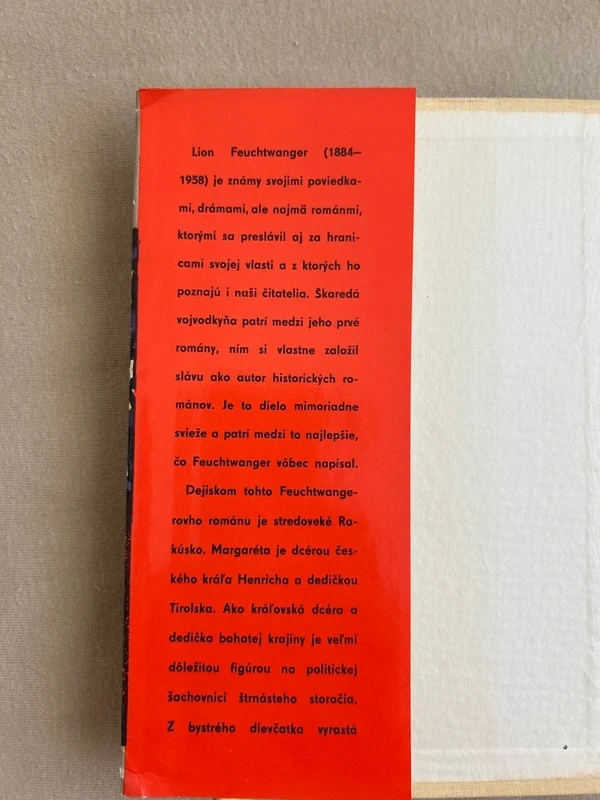 Lion Feuchtwanger (1884—
1958) je známy svojimi poviedka-
mi, drámami, ale najmä románmi,
ktorými sa preslávil aj za hrani-
cami svojej vlasti a z ktorých ho
poznajú i naši čitatelia. Škaredá
vojvodkyňa patrí medzi jeho prvé
romány, ním si vlastne založil
slávu ako autor historických ro-
mánov. Je to dielo mimoriadne
svieže a patrí medzi to najlepšie,
čo Feuchtwanger vôbec napísal.
Dejiskom tohto Feuchtwange-
rovho románu je stredoveké Ra-
kúsko. Margaréta je dcérou čes-
kého kráľa Henricha a dedičkou
Tirolska. Ako kráľovská dcéra a
dedička bohatej krajiny je veľmi
dôležitou figúrou na politickej
šachovnici štrnásteho storočia.
Z bystrého dievčatka vyrastá